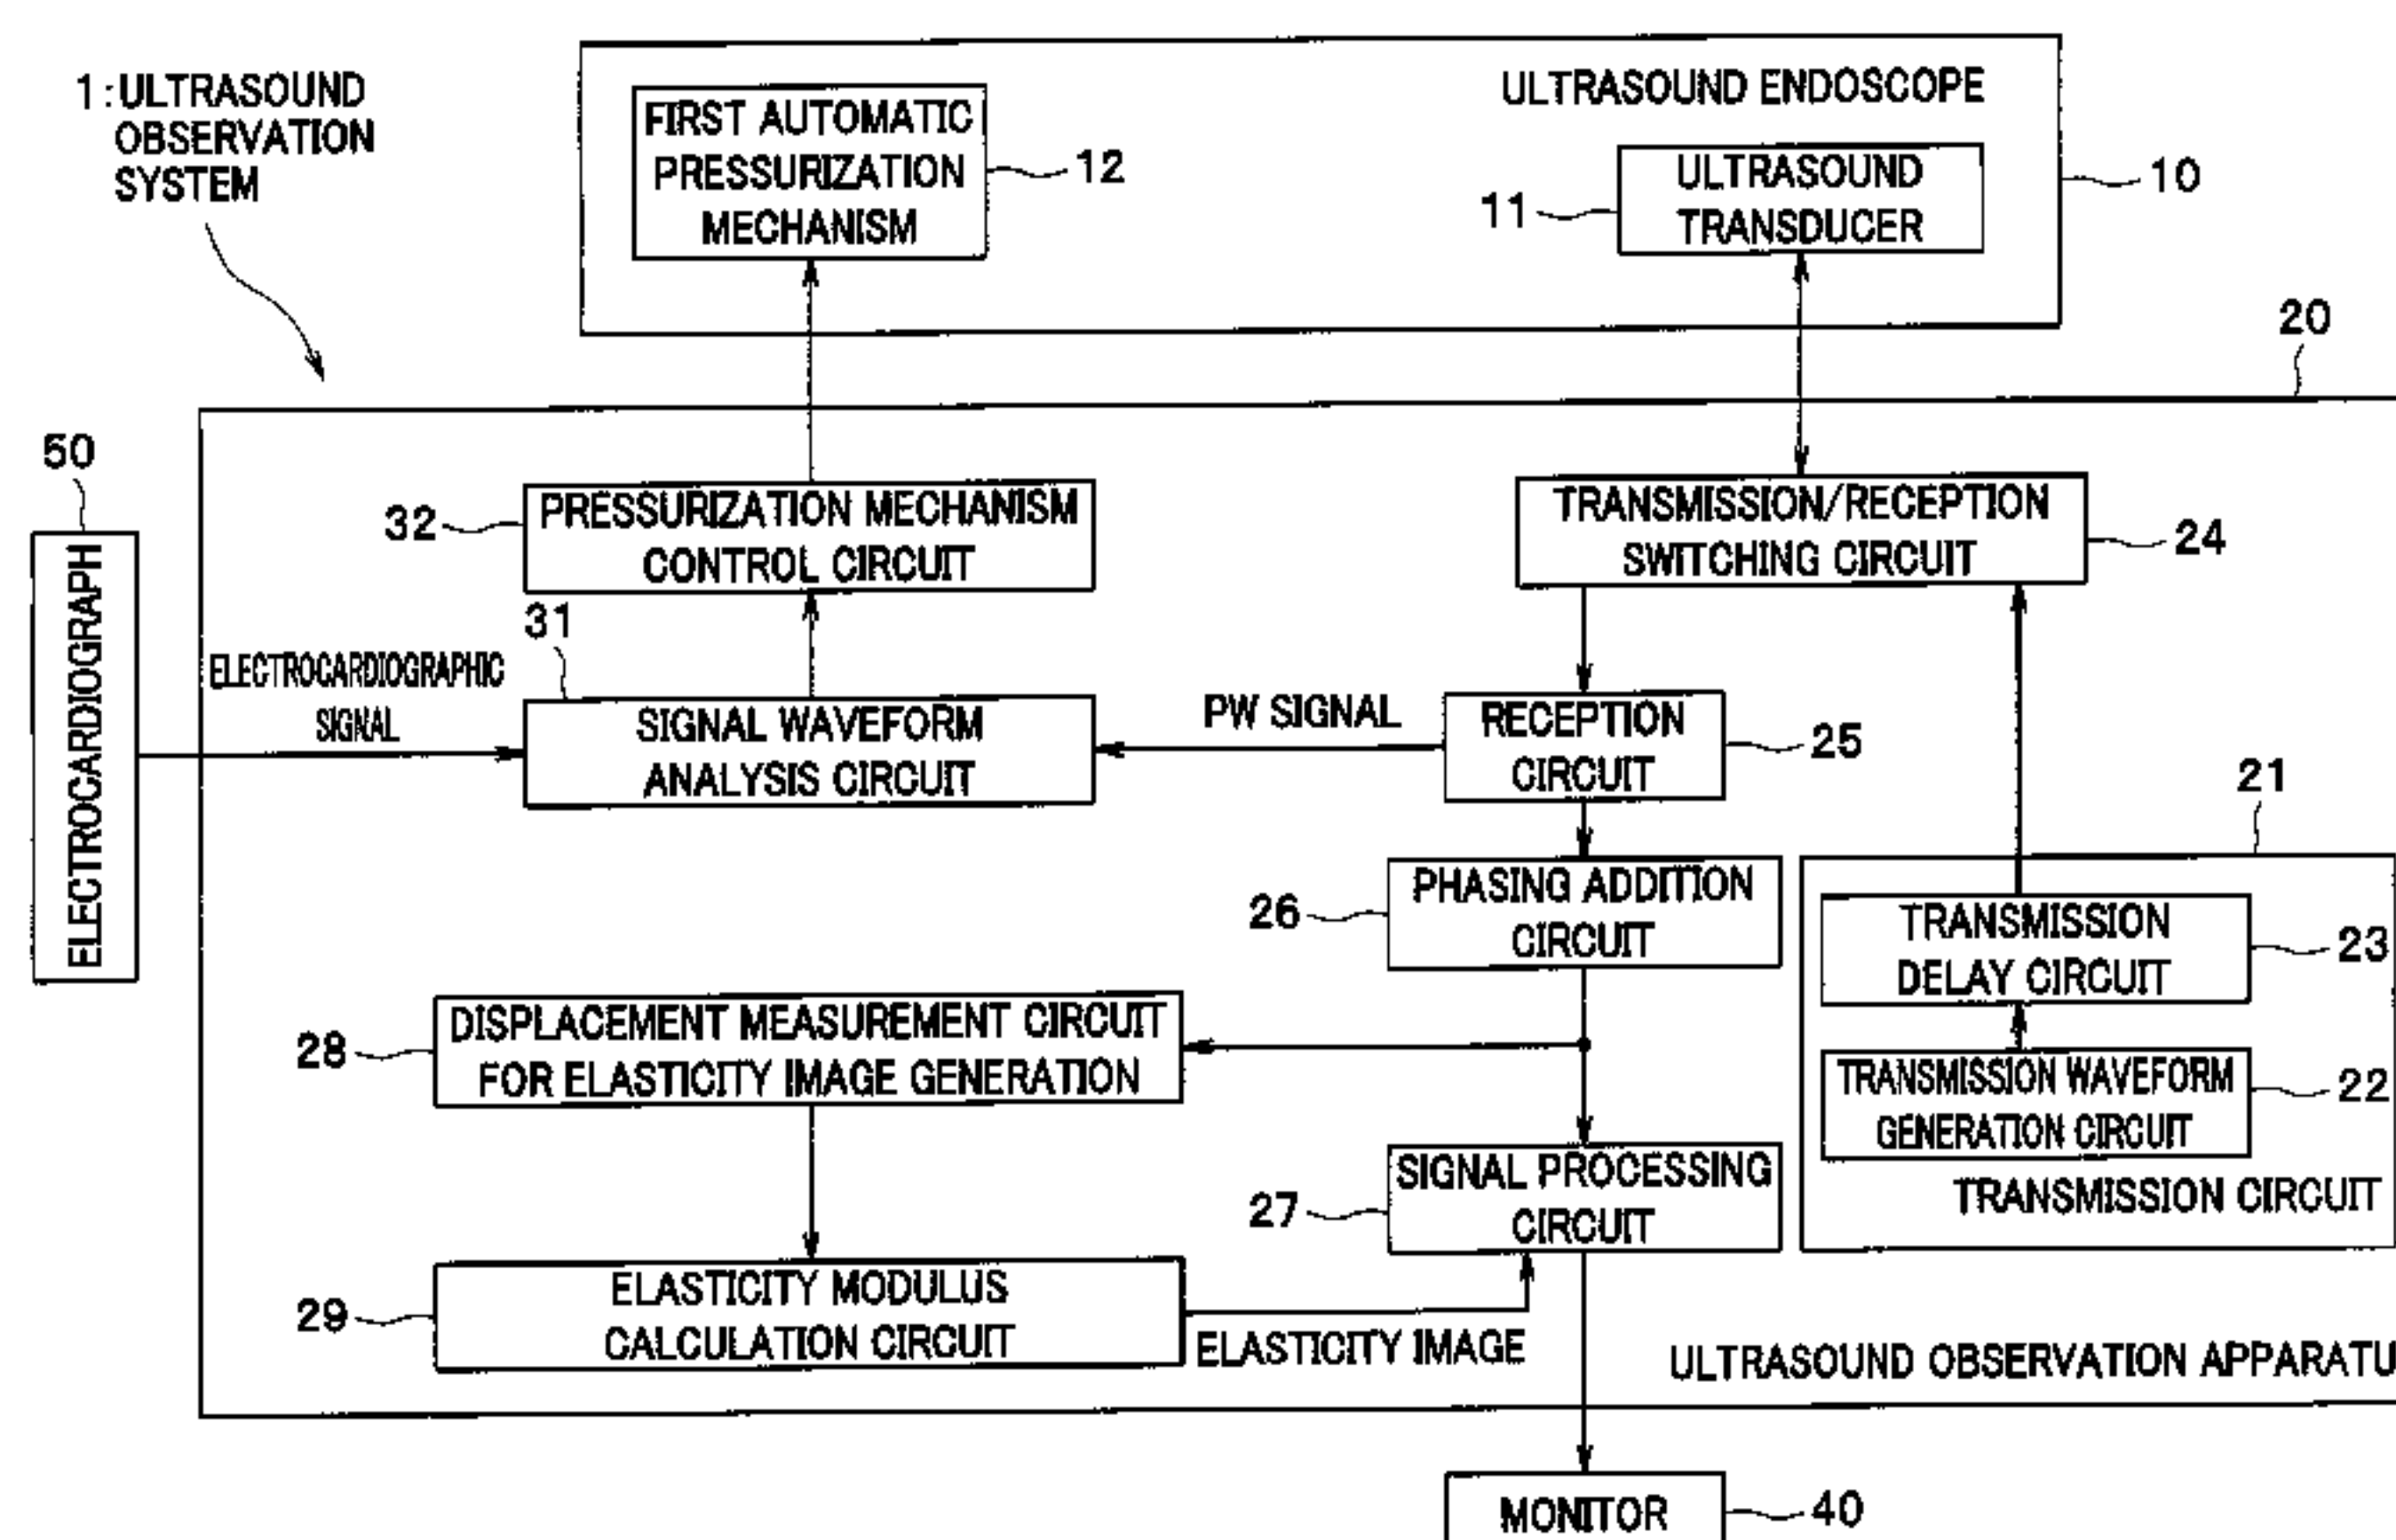 1:ULTRASOUND
OBSERVATION
SYSTEM
ULTRASOUND ENDOSCOPE
FIRST AUTOMATIC
PRESSURIZATION
MECHANISM
12
ULTRASOUND
TRANSDUCER
11
10
20
50
ELECTROCARDIOGRAPH
32
PRESSURIZATION MECHANISM
CONTROL CIRCUIT
TRANSMISSION/RECEPTION
SWITCHING CIRCUIT
24
31
ELECTROCARDIOGRAPHIC
SIGNAL
SIGNAL WAVEFORM
ANALYSIS CIRCUIT
PW SIGNAL
RECEPTION
CIRCUIT
25
21
26
PHASING ADDITION
CIRCUIT
TRANSMISSION
DELAY CIRCUIT
23
28
DISPLACEMENT MEASUREMENT CIRCUIT
FOR ELASTICITY IMAGE GENERATION
TRANSMISSION WAVEFORM
GENERATION CIRCUIT
22
27
SIGNAL PROCESSING
CIRCUIT
TRANSMISSION CIRCUIT
29
ELASTICITY MODULUS
CALCULATION CIRCUIT
ELASTICITY IMAGE
ULTRASOUND OBSERVATION APPARATU
MONITOR
40